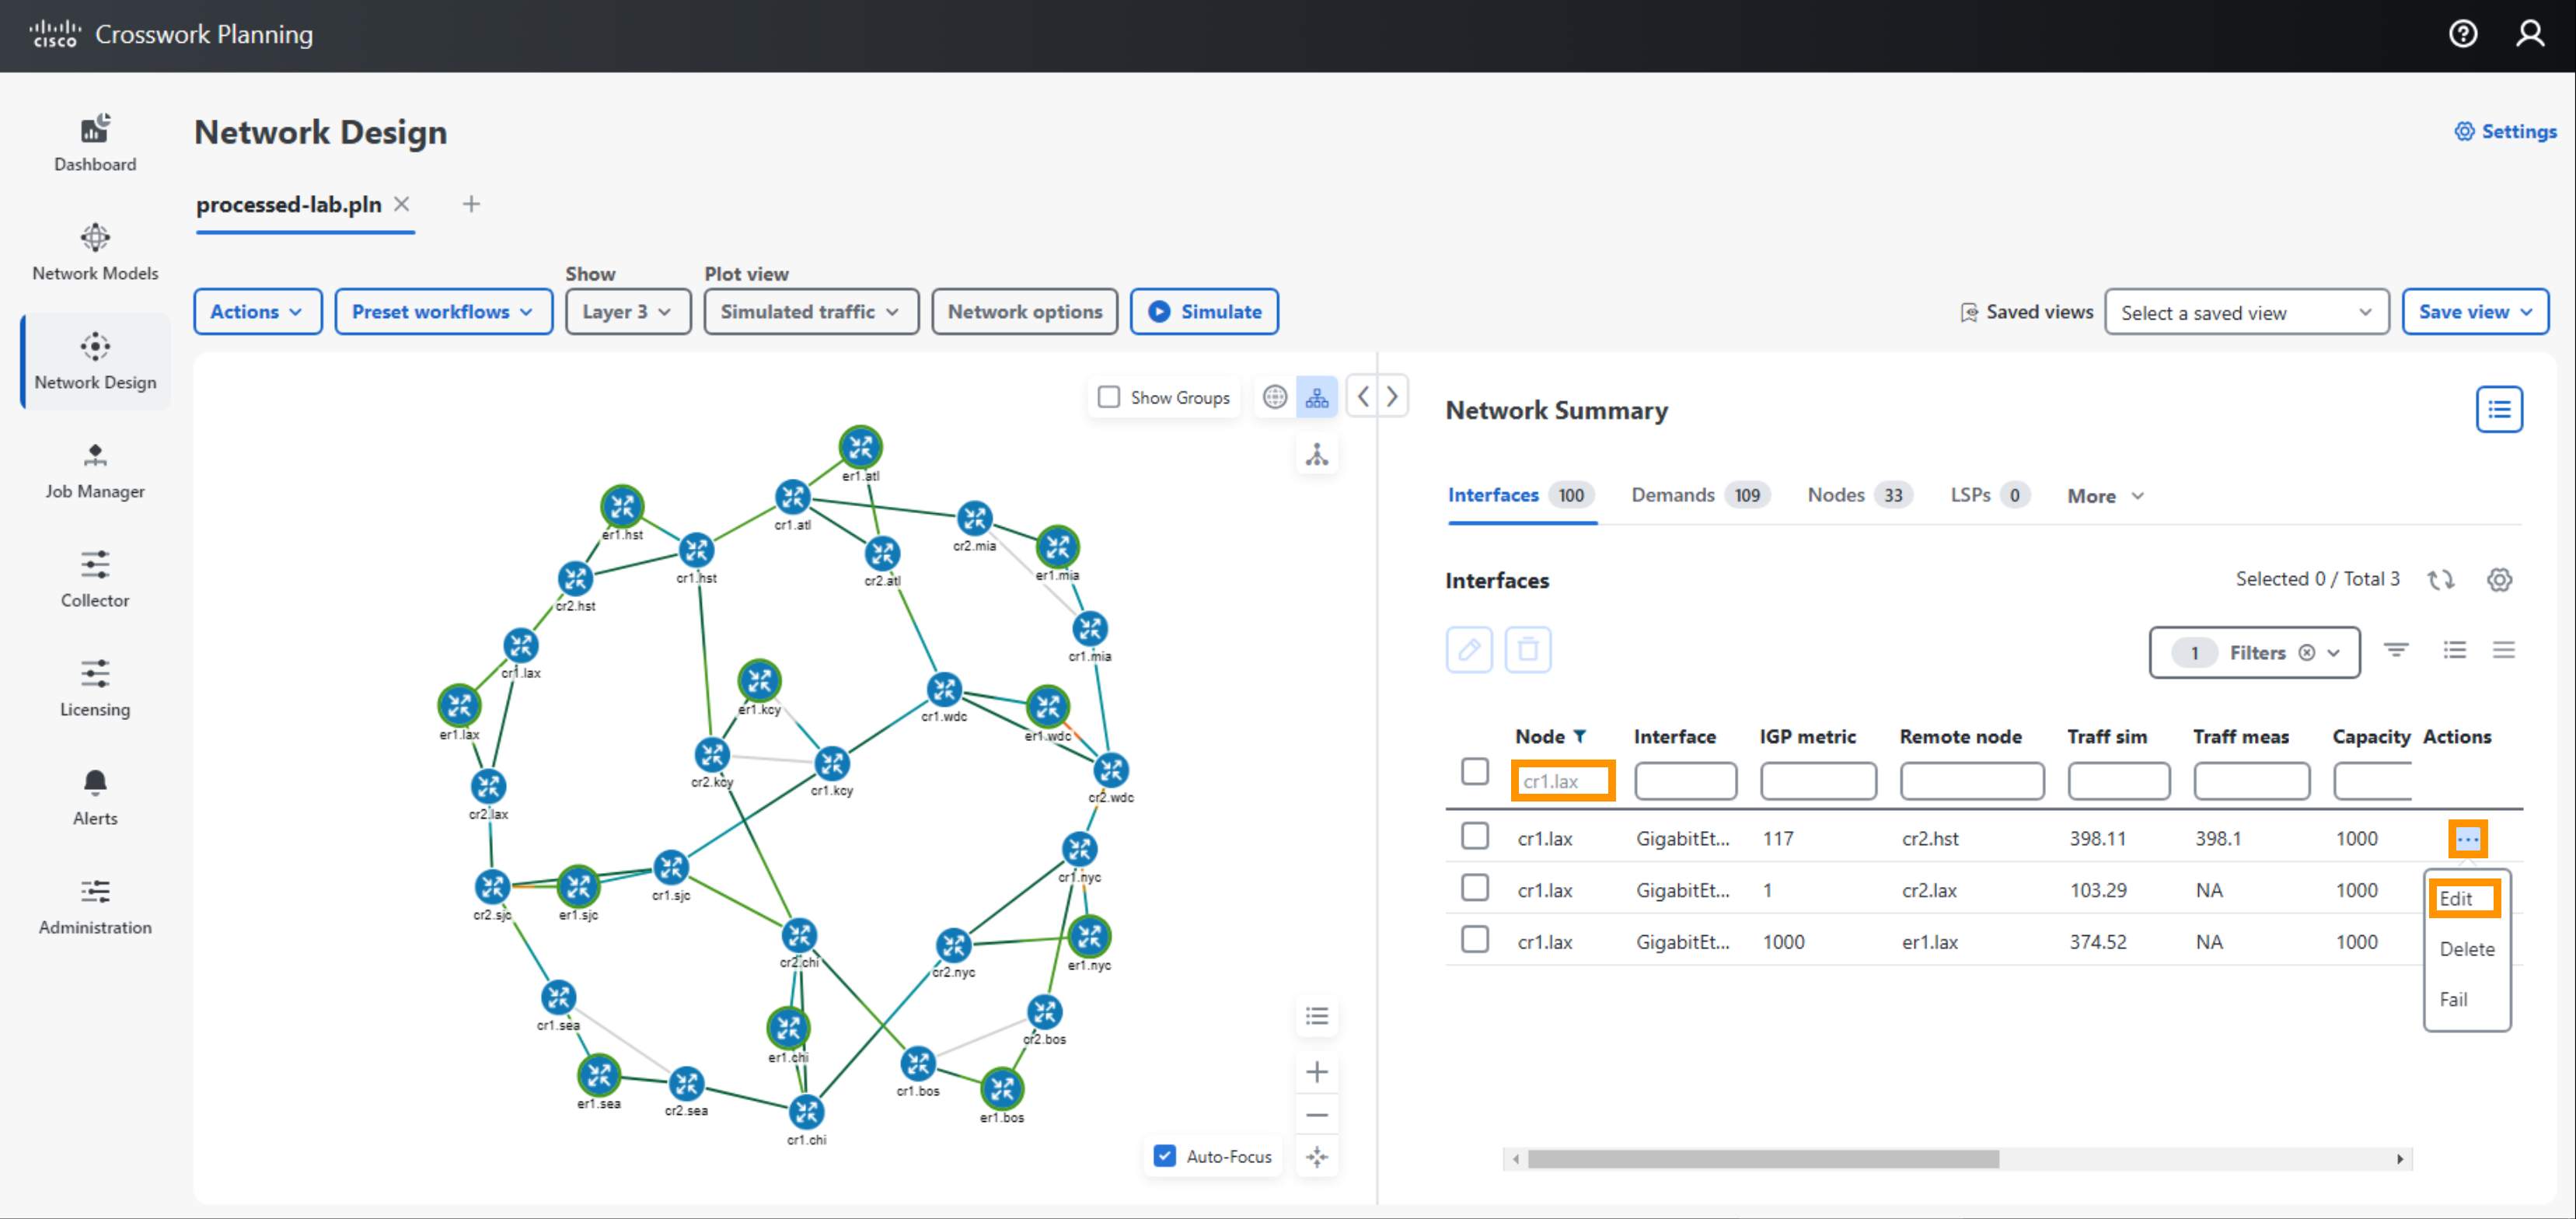 cisco Crosswork Planning
Dashboard
Network Models
Network Design
Job Manager
Collector
Licensing
Alerts
Administration
Network Design
Settings
processed-lab.pln
Show
Plot view
Actions
Preset workflows
Layer 3
Simulated traffic
Network options
Simulate
Saved views
Select a saved view
Save view
Show Groups
er1.atl
er1.hst
cr1.atl
cr2.mia
er1.mia
cr1.hst
cr2.atl
cr2.hst
cr1.mia
cr1.lax
er1.kcy
cr1.wdc
er1.lax
er1.wdc
cr2.kcy
cr1.kcy
cr2.wdc
cr2.lax
cr1.nyc
cr1.sjc
cr2.sjc
er1.sjc
cr2.chi
cr2.nyc
er1.nyc
cr1.sea
cr2.bos
er1.chi
cr1.bos
er1.sea
cr2.sea
er1.bos
cr1.chi
Auto-Focus
Network Summary
Interfaces 100 Demands 109 Nodes 33 LSPs 0 More
Interfaces
Selected 0 / Total 3
1 Filters
Node Interface IGP metric Remote node Traff sim Traff meas Capacity Actions
cr1.lax
cr1.lax GigabitEt... 117 cr2.hst 398.11 398.1 1000 ...
cr1.lax GigabitEt... 1 cr2.lax 103.29 NA 1000
cr1.lax GigabitEt... 1000 er1.lax 374.52 NA 1000
Edit
Delete
Fail